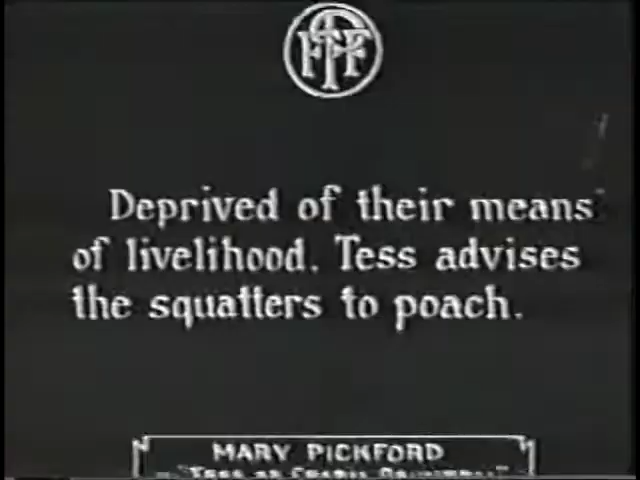 Deprived of their means
of livelihood. Tess advises
the squatters to poach.
MARY PICKFORD